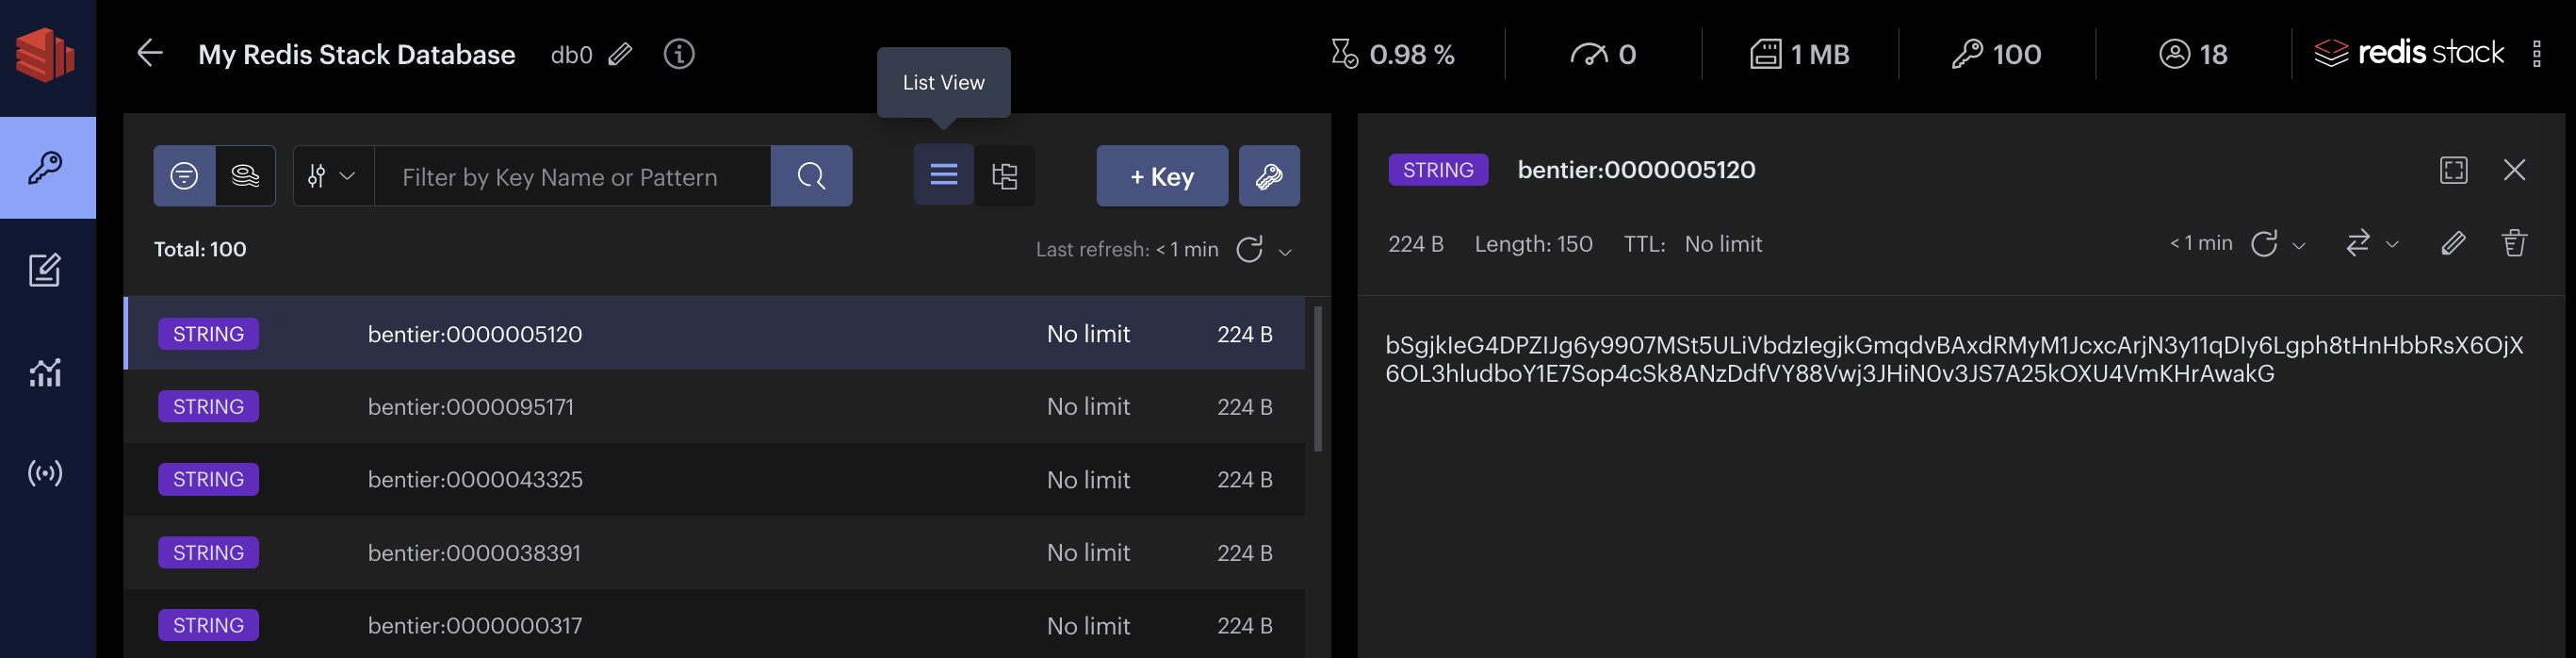 My Redis Stack Database db0
List View
0.98 % 0 1 MB 100 18 redis stack
Filter by Key Name or Pattern
+ Key
Total: 100 Last refresh: < 1 min
STRING bentier:0000005120 No limit 224 B
STRING bentier:0000095171 No limit 224 B
STRING bentier:0000043325 No limit 224 B
STRING bentier:0000038391 No limit 224 B
STRING bentier:0000000317 No limit 224 B
STRING bentier:0000005120
224 B Length: 150 TTL: No limit < 1 min
bSgjkIeG4DPZIJg6y9907MSt5ULiVbdzIegjkGmqdvBAxdRMyM1JcxcArjN3y11qDIy6Lgph8tHnHbbRsX6OjX
6OL3hludboY1E7Sop4cSk8ANzDdfVY88Vwj3JHiN0v3JS7A25kOXU4VmKHrAwakG